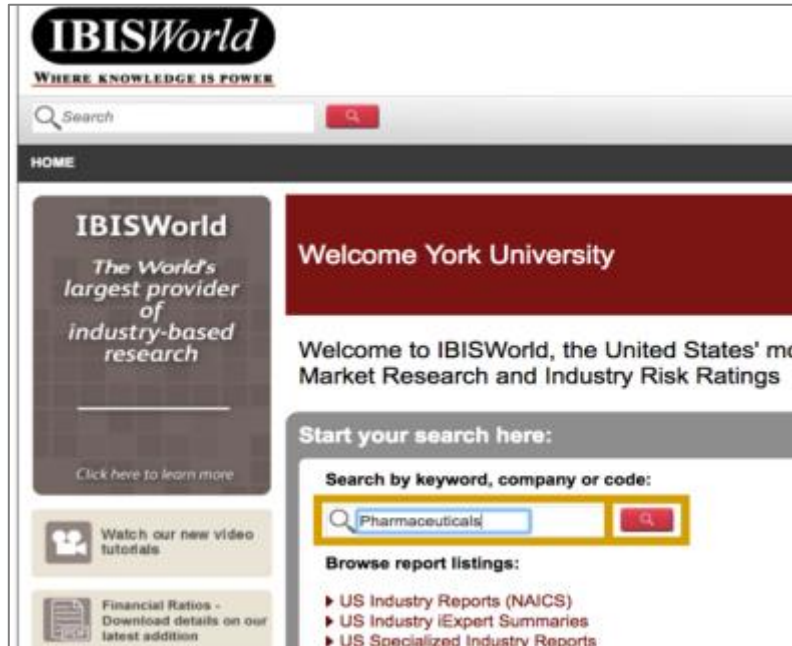 IBISWorld
WHERE KNOWLEDGE IS POWER
Search
HOME
IBISWorld
The World's
largest provider
of
industry-based
research
Click here to learn more
Watch our new video
tutorials
Financial Ratios -
Download details on our
latest addition
Welcome York University
Welcome to IBISWorld, the United States'
Market Research and Industry Risk Ratings
Start your search here:
Search by keyword, company or code:
Pharmaceuticals
Browse report listings:
US Industry Reports (NAICS)
US Industry iExpert Summaries
US Specialized Industry Reports